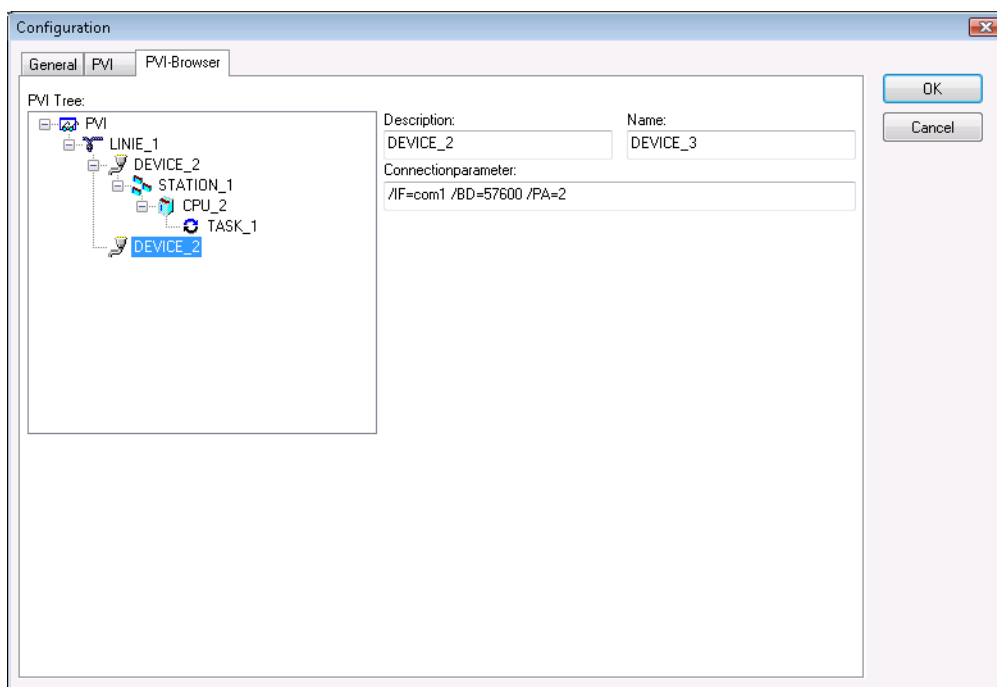 Configuration
General PVI PVI-Browser
OK
Cancel
PVI Tree:
PVI
LINIE_1
DEVICE_2
STATION_1
CPU_2
TASK_1
DEVICE_2
Description: Name:
DEVICE_2 DEVICE_3
Connectionparameter:
/IF=com1 /BD=57600 /PA=2